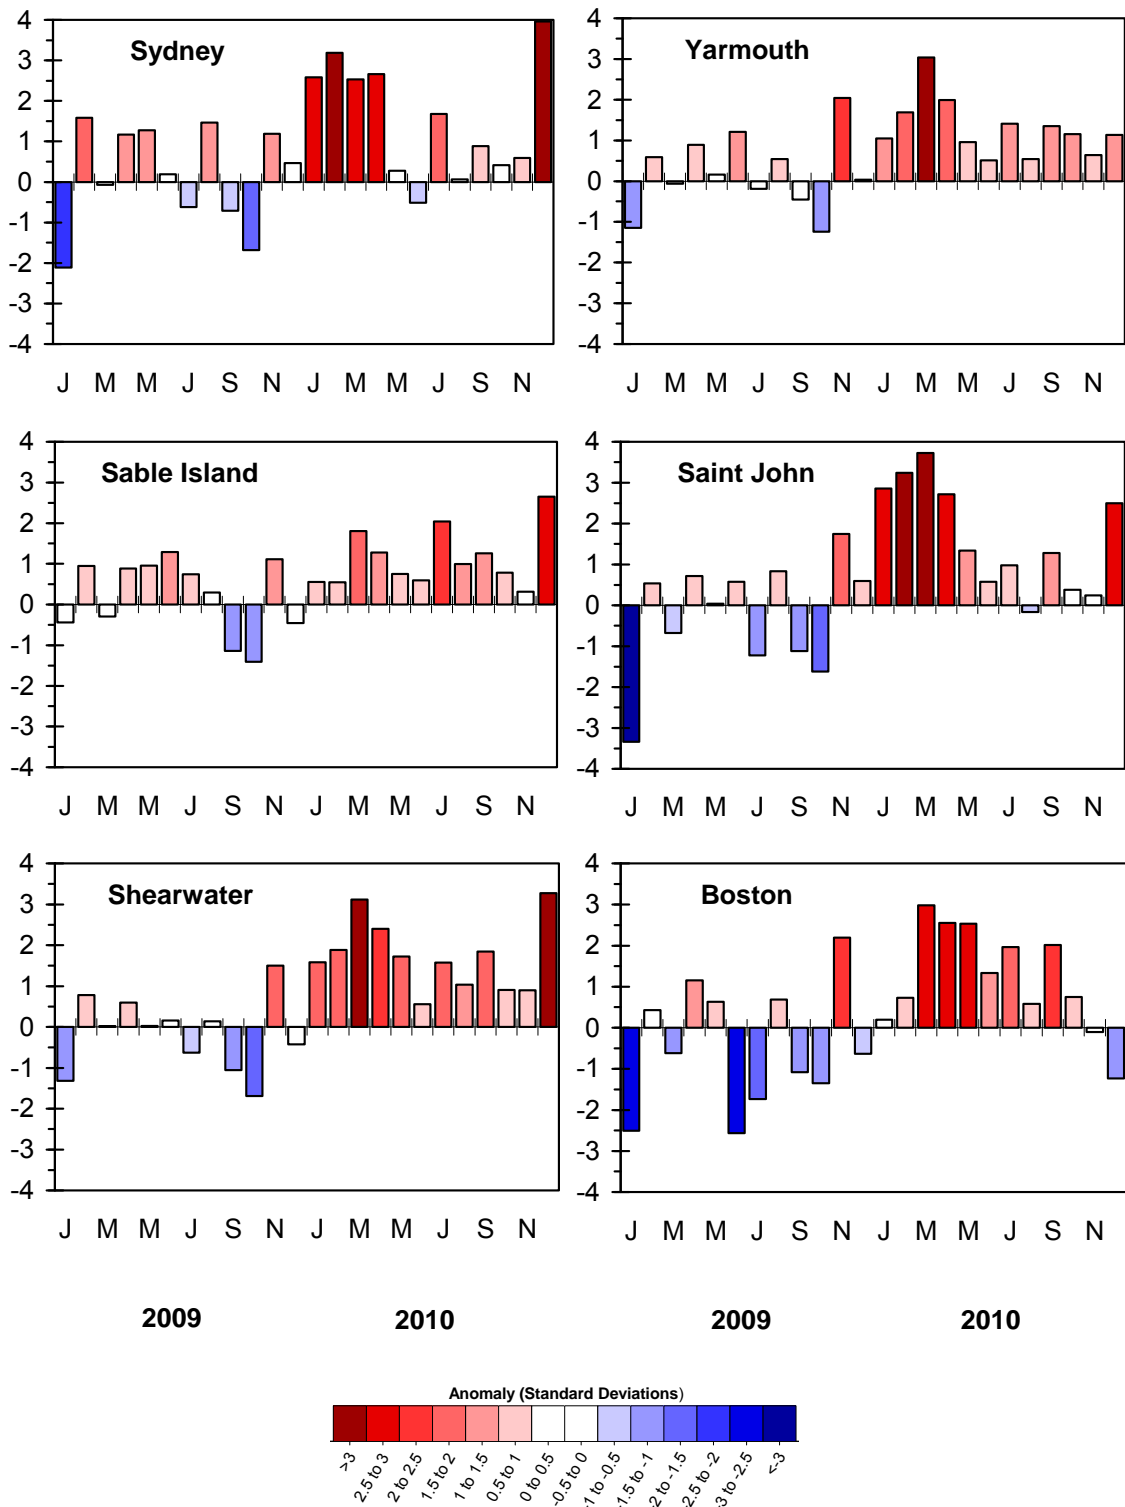 Sydney
4
3
2
1
0
-1
-2
-3
-4
J M M J S N J M M J S N
Yarmouth
4
3
2
1
0
-1
-2
-3
-4
J M M J S N J M M J S N
Sable Island
4
3
2
1
0
-1
-2
-3
-4
J M M J S N J M M J S N
Saint John
4
3
2
1
0
-1
-2
-3
-4
J M M J S N J M M J S N
Shearwater
4
3
2
1
0
-1
-2
-3
-4
J M M J S N J M M J S N
Boston
4
3
2
1
0
-1
-2
-3
-4
J M M J S N J M M J S N
2009 2010 2009 2010
Anomaly (Standard Deviations)
>3
2.5 to 3
2 to 2.5
1.5 to 2
1 to 1.5
0.5 to 1
0 to 0.5
-0.5 to 0
-1 to -0.5
-1.5 to -1
-2 to -1.5
-2.5 to -2
-3 to -2.5
<-3